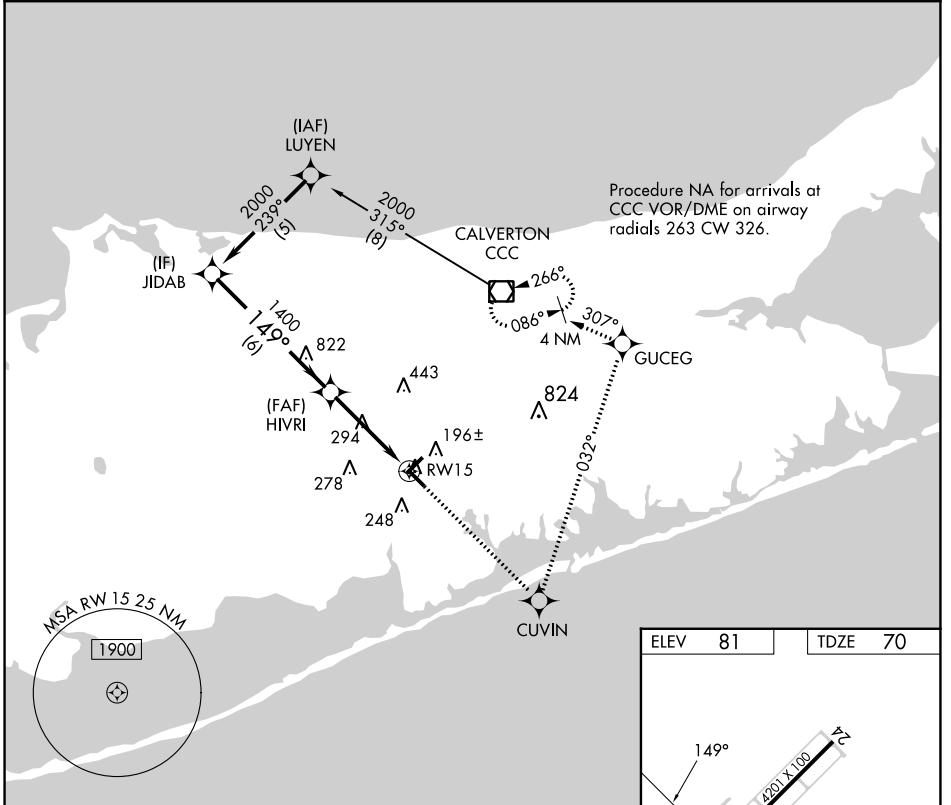 (IAF)
LUYEN
2000
239°
(5)
2000
315°
(8)
Procedure NA for arrivals at
CCC VOR/DME on airway
radials 263 CW 326.
CALVERTON
CCC
(IF)
JIDAB
266°
086°
4 NM
307°
GUCEG
1400
149°
(6)
822
443
824
(FAF)
HIVRI
294
196±
RW15
278
248
032°
CUVIN
MSA RW 15 25 NM
1900
ELEV 81
TDZE 70
149°
4201 X 100
24